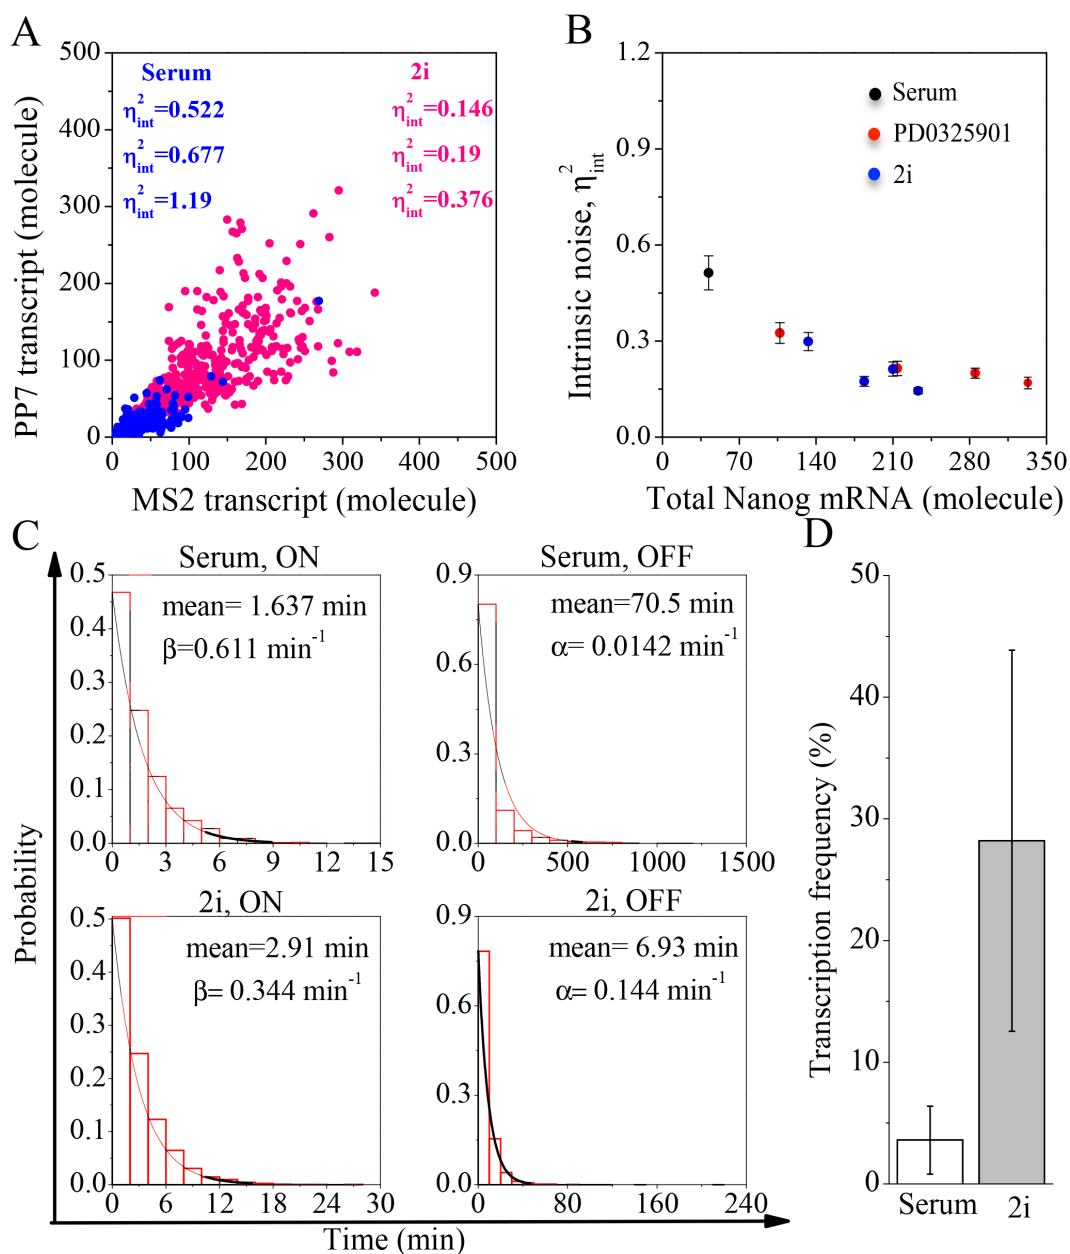 A
500
400
300
200
100
0
0 100 200 300 400 500
PP7 transcript (molecule)
MS2 transcript (molecule)
Serum
η²int=0.522
η²int=0.677
η²int=1.19
2i
η²int=0.146
η²int=0.19
η²int=0.376
B
1.2
0.9
0.6
0.3
0.0
0 70 140 210 280 350
Intrinsic noise, η²int
Total Nanog mRNA (molecule)
Serum
PD0325901
2i
C
Probability
Time (min)
Serum, ON
mean= 1.637 min
β=0.611 min⁻¹
0.5
0.4
0.3
0.2
0.1
0.0
0 3 6 9 12 15
Serum, OFF
mean=70.5 min
α= 0.0142 min⁻¹
0.9
0.6
0.3
0.0
0 500 1000 1500
2i, ON
mean=2.91 min
β= 0.344 min⁻¹
0.5
0.4
0.3
0.2
0.1
0.0
0 6 12 18 24 30
2i, OFF
mean= 6.93 min
α= 0.144 min⁻¹
0.9
0.6
0.3
0.0
0 80 160 240
D
50
40
30
20
10
0
Transcription frequency (%)
Serum 2i